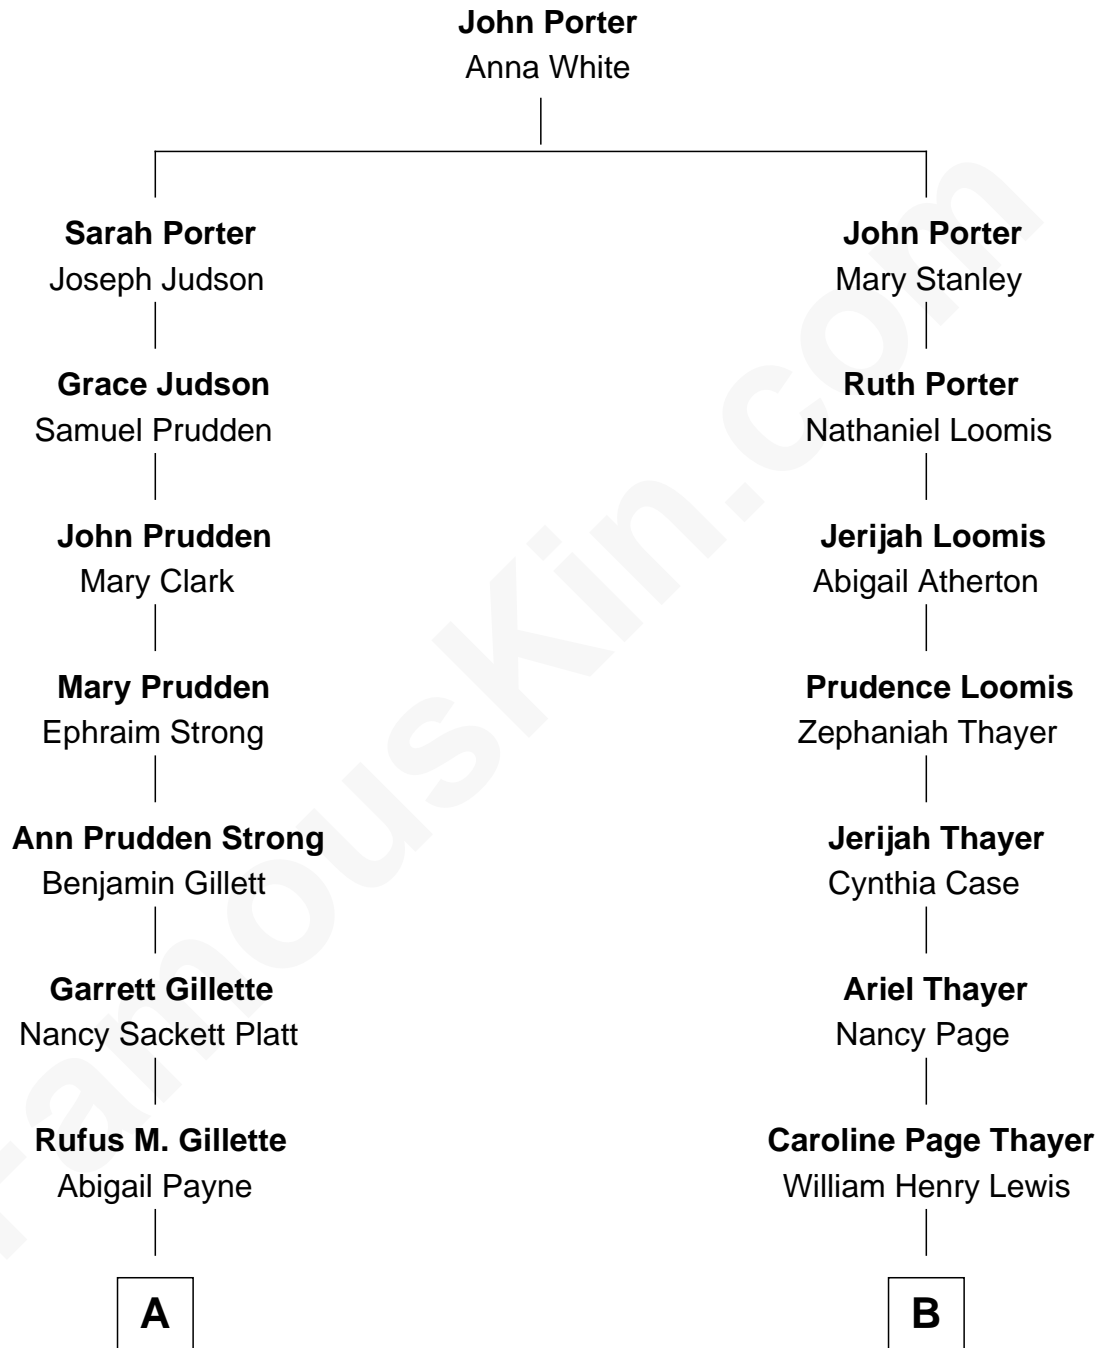 John Porter
Anna White
Sarah Porter
Joseph Judson
Grace Judson
Samuel Prudden
John Prudden
Mary Clark
Mary Prudden
Ephraim Strong
Ann Prudden Strong
Benjamin Gillett
Garrett Gillette
Nancy Sackett Platt
Rufus M. Gillette
Abigail Payne
A
John Porter
Mary Stanley
Ruth Porter
Nathaniel Loomis
Jerijah Loomis
Abigail Atherton
Prudence Loomis
Zephaniah Thayer
Jerijah Thayer
Cynthia Case
Ariel Thayer
Nancy Page
Caroline Page Thayer
William Henry Lewis
B
FamousKin.com